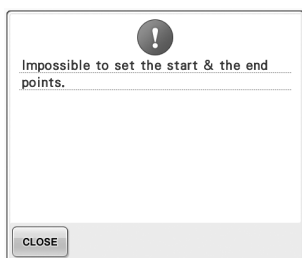 !
Impossible to set the start & the end
points.
CLOSE